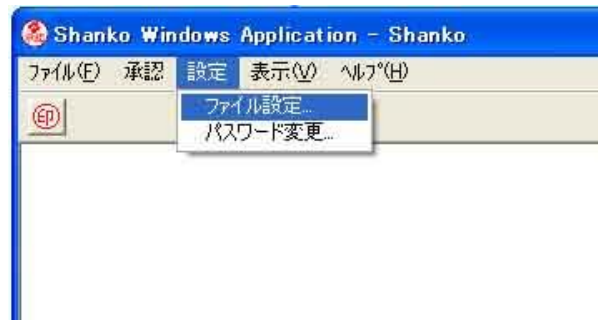 Shanko Windows Application - Shanko
ファイル(F) 承認 設定 表示(V) ヘルプ(H)
印
ファイル設定...
パスワード変更...